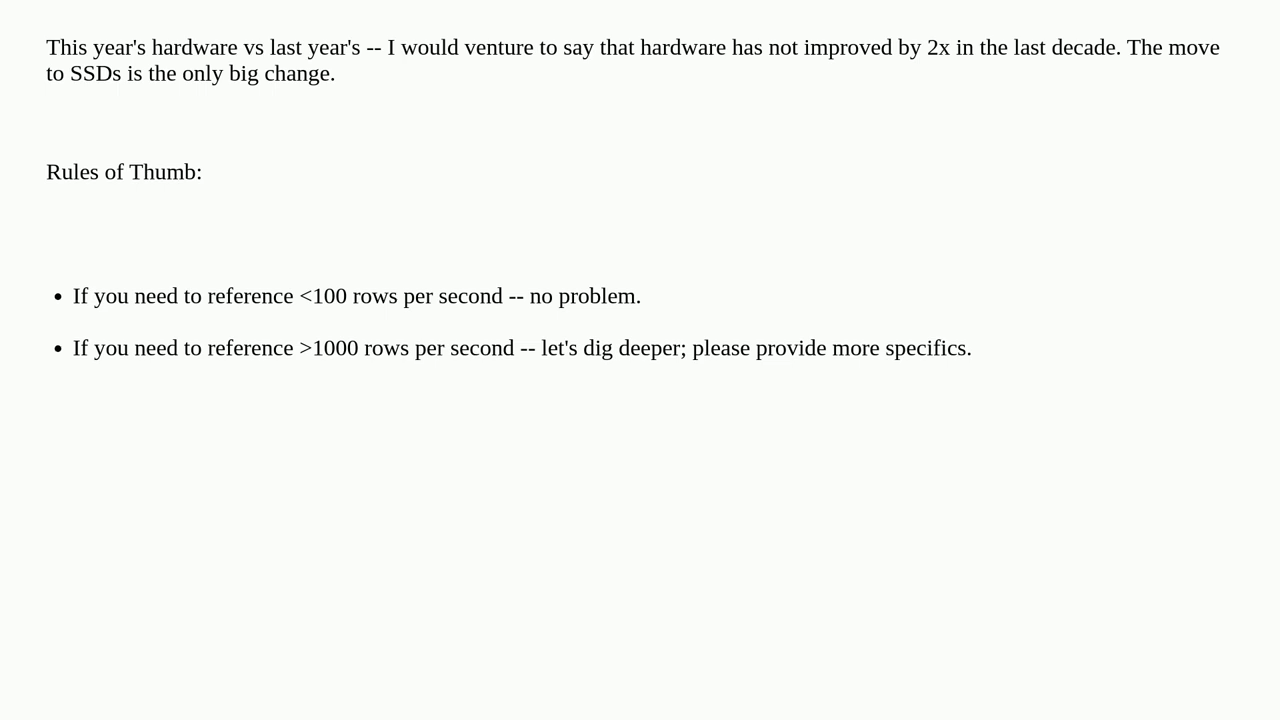 This year's hardware vs last year's -- I would venture to say that hardware has not improved by 2x in the last decade. The move
to SSDs is the only big change.
Rules of Thumb:
• If you need to reference <100 rows per second -- no problem.
• If you need to reference >1000 rows per second -- let's dig deeper; please provide more specifics.